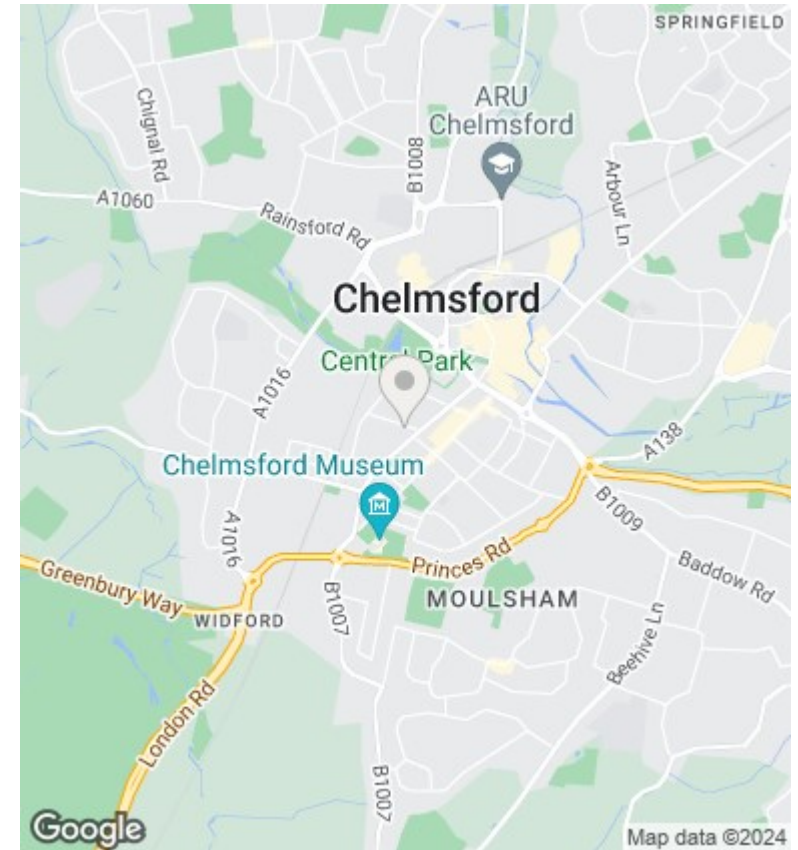 SPRINGFIELD
ARU
Chelmsford
Chignal Rd
B1008
Arbour Ln
A1060
Rainsford Rd
Chelmsford
Central Park
A1016
Chelmsford Museum
A138
B1009
A1016
Princes Rd
Baddow Rd
Greenbury Way
B1007
MOULSHAM
WIDFORD
Beehive Ln
London Rd
B1007
Google
Map data ©2024